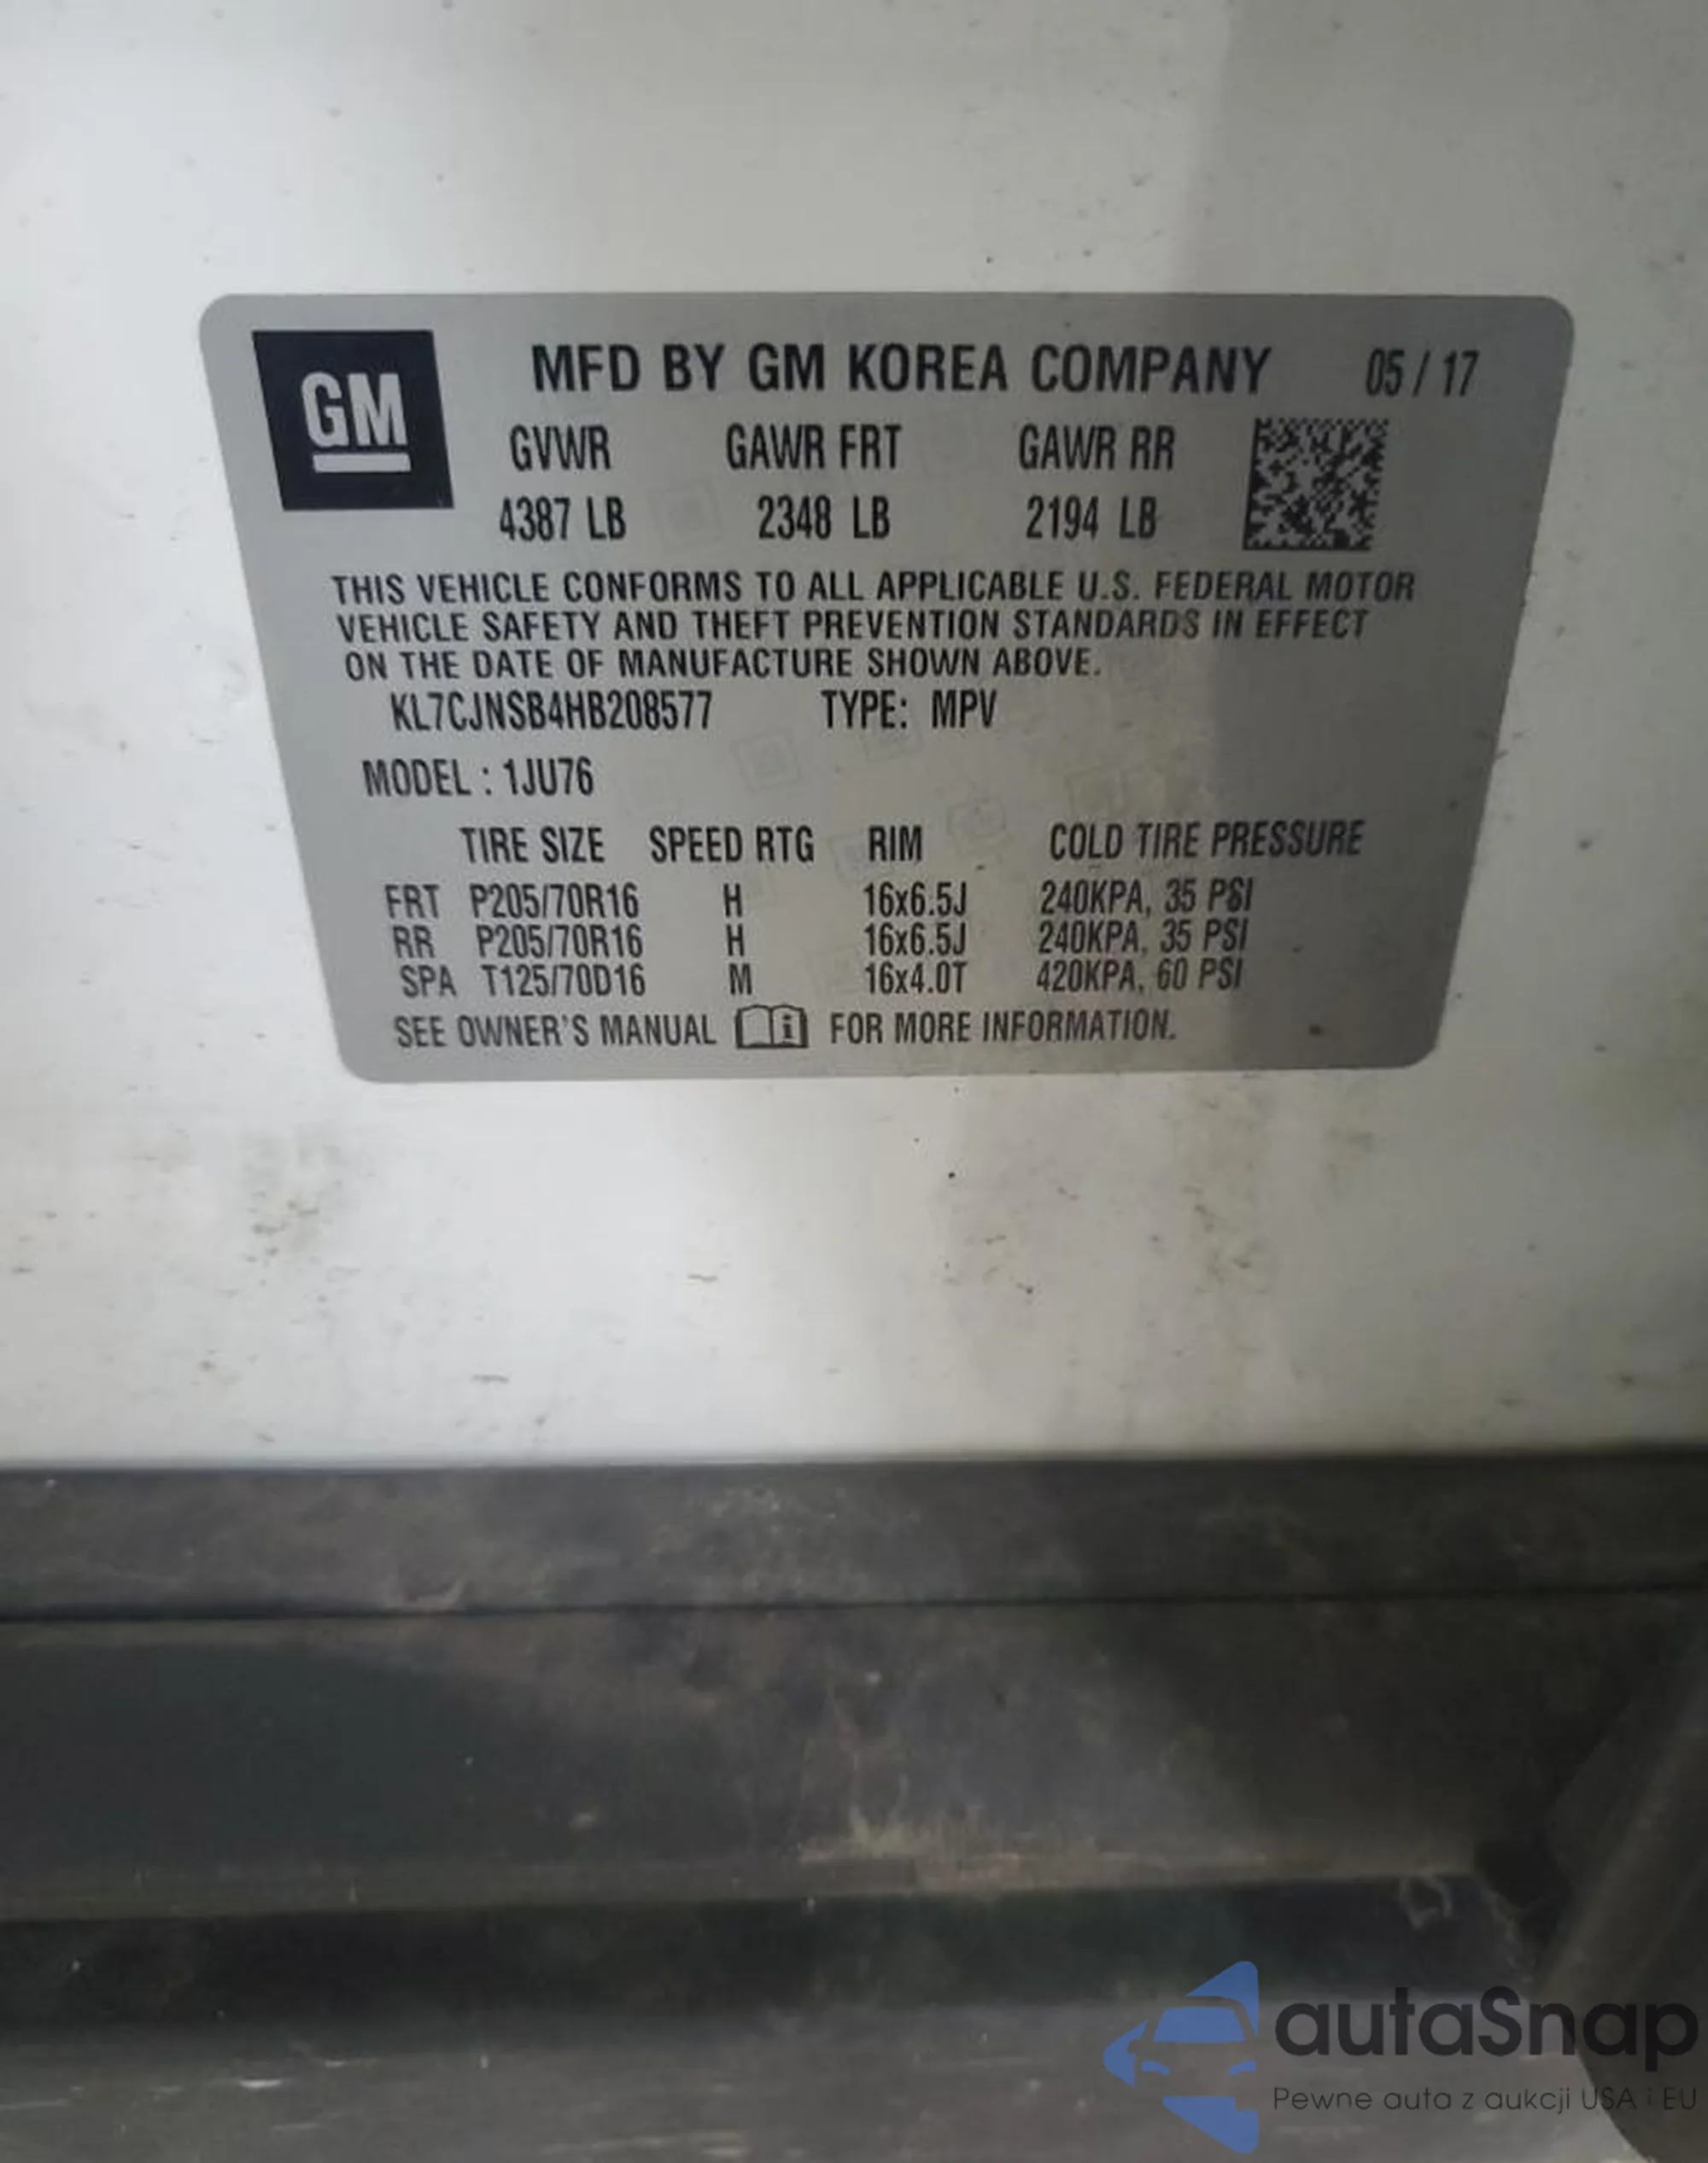 GM
MFD BY GM KOREA COMPANY 05 / 17
GVWR GAWR FRT GAWR RR
4387 LB 2348 LB 2194 LB
THIS VEHICLE CONFORMS TO ALL APPLICABLE U.S. FEDERAL MOTOR
VEHICLE SAFETY AND THEFT PREVENTION STANDARDS IN EFFECT
ON THE DATE OF MANUFACTURE SHOWN ABOVE.
KL7CJNSB4HB208577 TYPE: MPV
MODEL : 1JU76
TIRE SIZE SPEED RTG RIM COLD TIRE PRESSURE
FRT P205/70R16 H 16x6.5J 240KPA, 35 PSI
RR P205/70R16 H 16x6.5J 240KPA, 35 PSI
SPA T125/70D16 M 16x4.0T 420KPA, 60 PSI
SEE OWNER'S MANUAL i FOR MORE INFORMATION.
autaSnap
Pewne auta z aukcji USA i EU